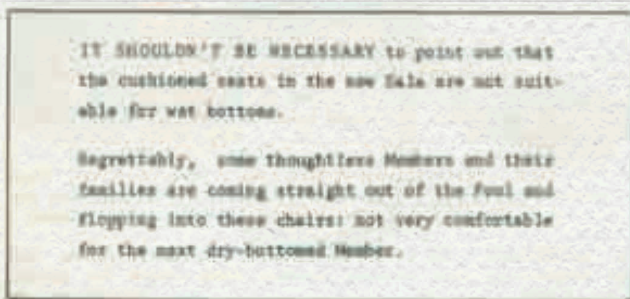 IT SHOULDN'T BE NECESSARY to point out that
the cushioned seats in the new Sala are not suit-
able for wet bottoms.
Regrettably, some thoughtless Members and their
families are coming straight out of the Pool and
flopping into these chairs: not very comfortable
for the next dry-bottomed Member.